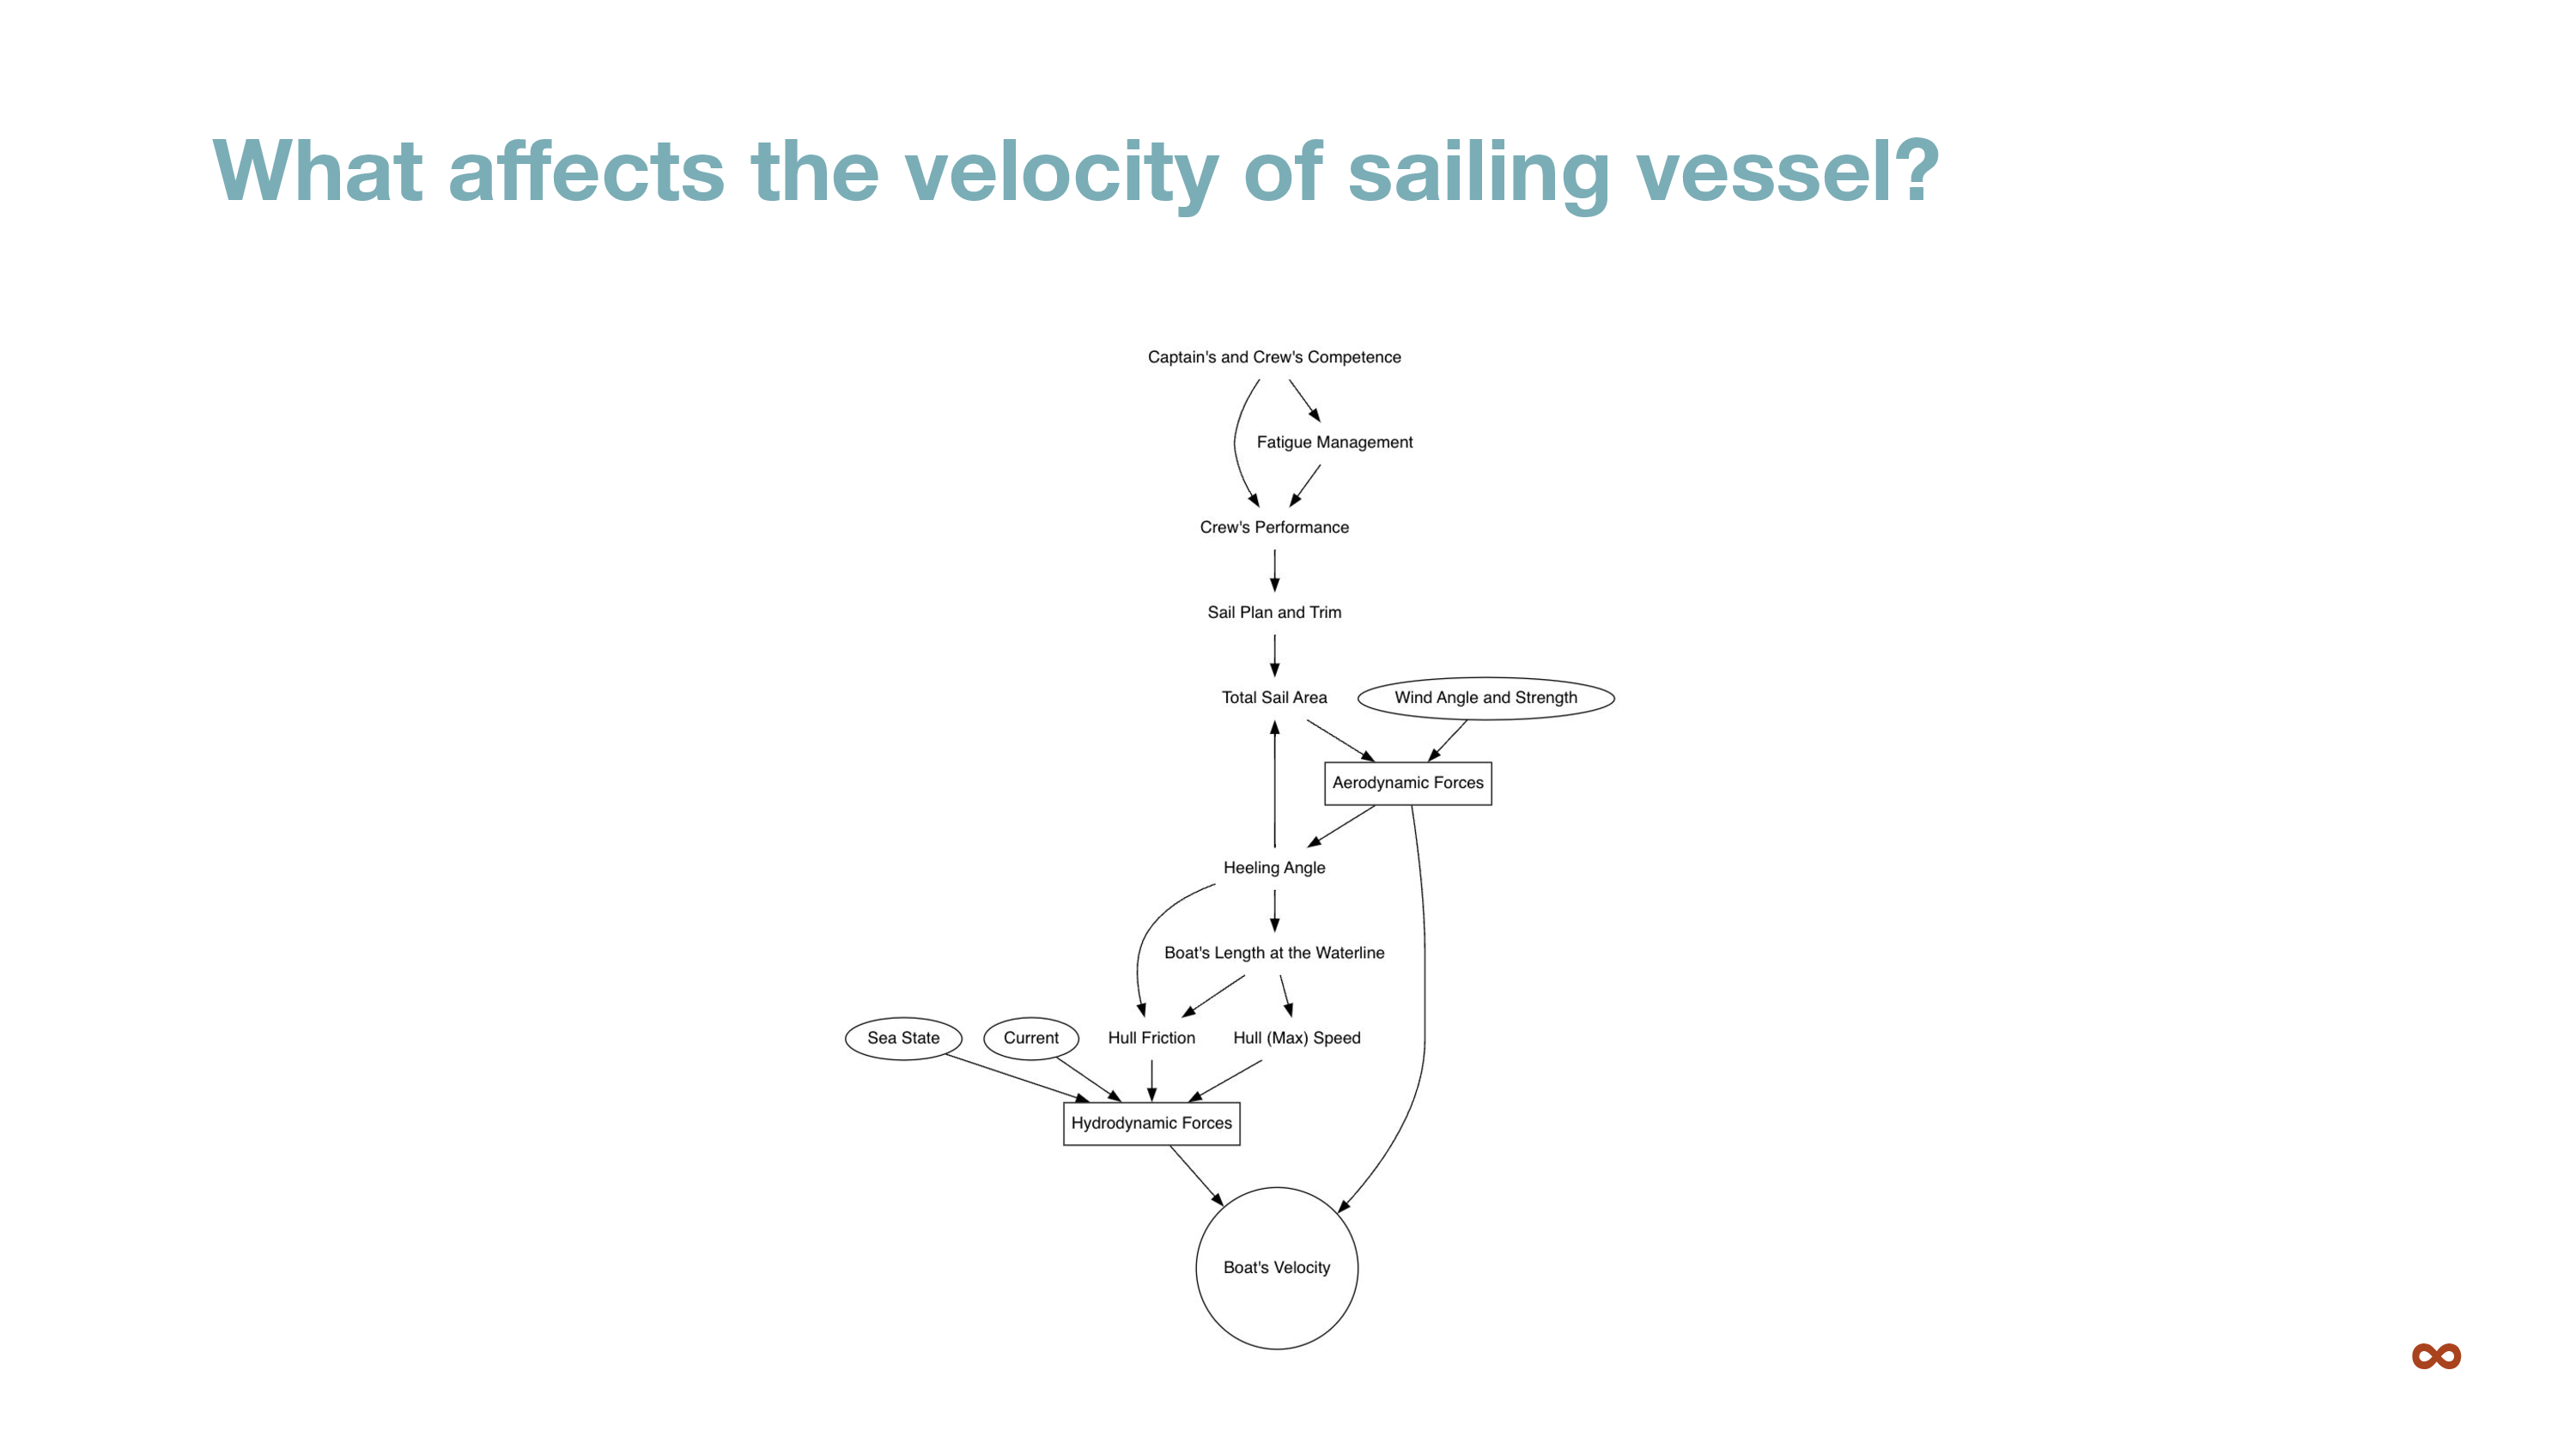 What affects the velocity of sailing vessel?
Captain's and Crew's Competence
Fatigue Management
Crew's Performance
Sail Plan and Trim
Total Sail Area
Wind Angle and Strength
Aerodynamic Forces
Heeling Angle
Boat's Length at the Waterline
Sea State
Current
Hull Friction
Hull (Max) Speed
Hydrodynamic Forces
Boat's Velocity